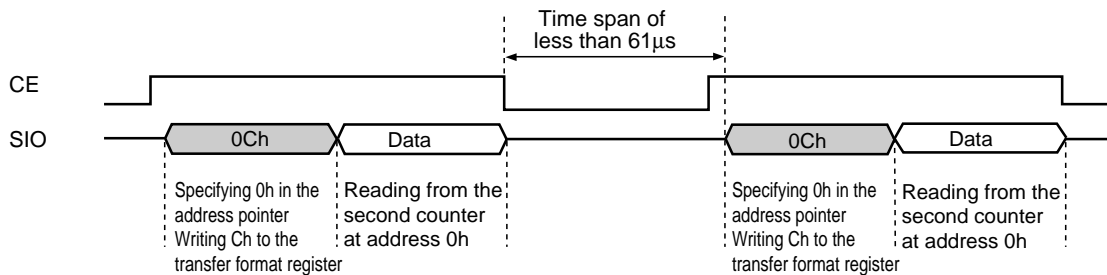 Time span of
less than 61μs
CE
SIO
0Ch
Data
0Ch
Data
Specifying 0h in the
address pointer
Writing Ch to the
transfer format register
Reading from the
second counter
at address 0h
Specifying 0h in the
address pointer
Writing Ch to the
transfer format register
Reading from the
second counter
at address 0h